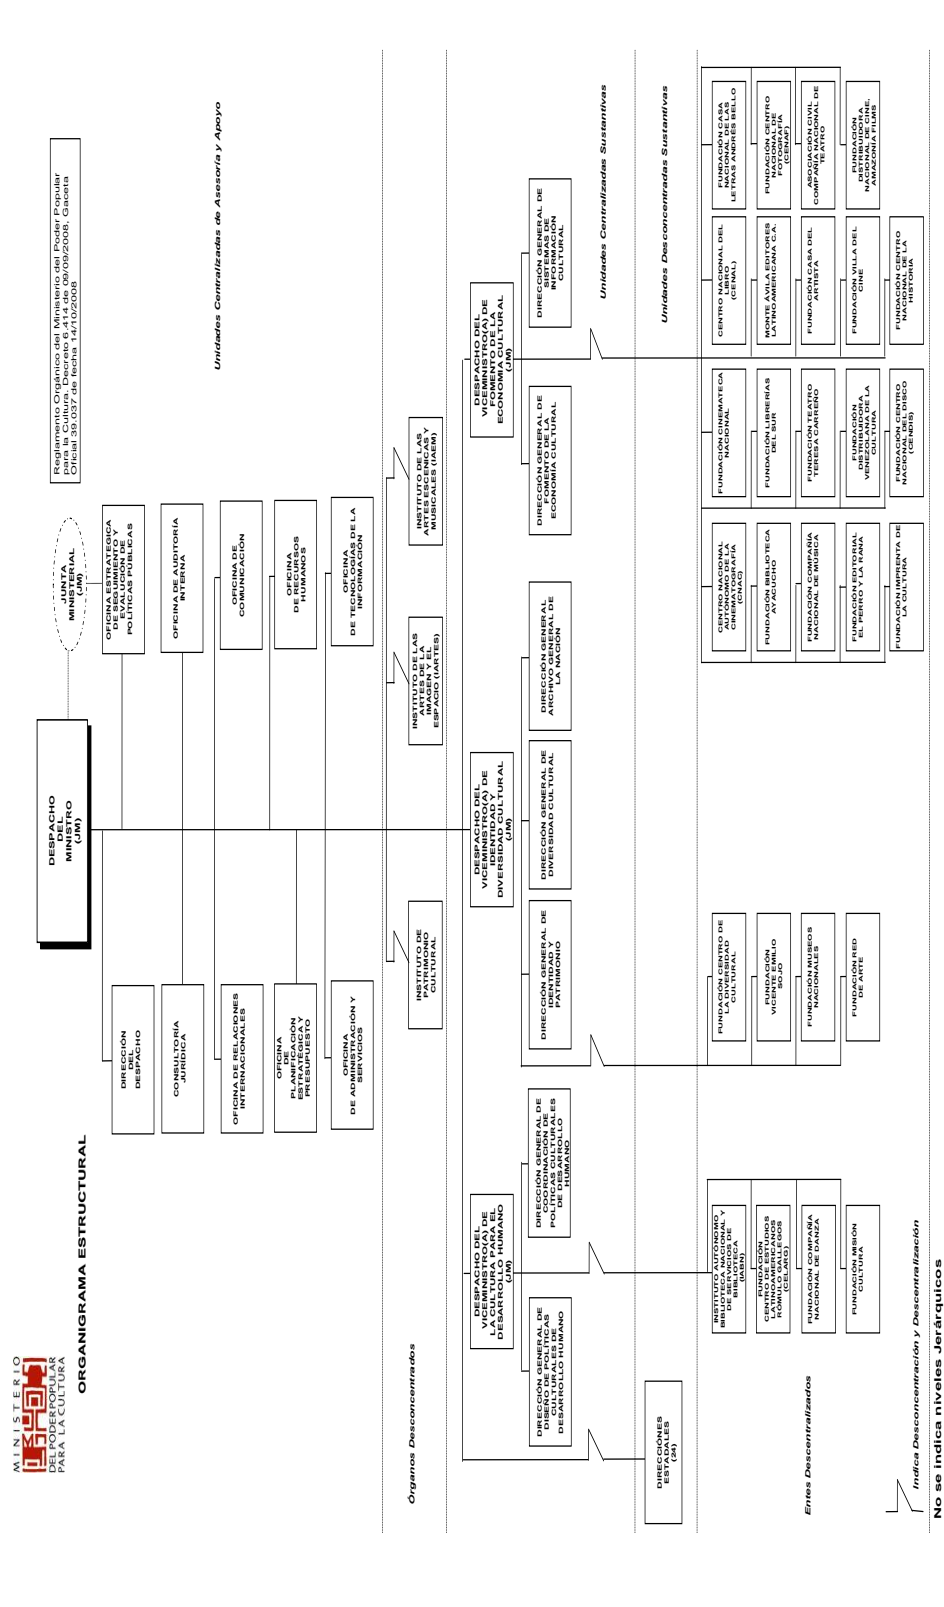 MINISTERIO
DEL PODER POPULAR
PARA LA CULTURA
ORGANIGRAMA ESTRUCTURAL
Reglamento Orgánico del Ministerio del Poder Popular
para la Cultura. Decreto 6.414 de 09/09/2008. Gaceta
Oficial 39.037 de fecha 14/10/2008
DESPACHO
DEL
MINISTRO
(JM)
JUNTA
MINISTERIAL
(JM)
Unidades Centralizadas de Asesoría y Apoyo
DIRECCIÓN
DEL
DESPACHO
OFICINA ESTRATEGICA
DE SEGUIMIENTO Y
EVALUCIÓN DE
POLÍTICAS PÚBLICAS
CONSULTORÍA
JURÍDICA
OFICINA DE AUDITORÍA
INTERNA
OFICINA DE RELACIONES
INTERNACIONALES
OFICINA DE
COMUNICACIÓN
OFICINA
DE
PLANIFICACIÓN
ESTRATÉGICA Y
PRESUPUESTO
OFICINA
DE RECURSOS
HUMANOS
OFICINA
DE ADMINISTRACIÓN Y
SERVICIOS
OFICINA
DE TECNOLOGÍAS DE LA
INFORMACIÓN
Órganos Desconcentrados
INSTITUTO DE
PATRIMONIO
CULTURAL
INSTITUTO DE LAS
ARTES DE LA
IMAGEN Y EL
ESPACIO (IARTES)
INSTITUTO DE LAS
ARTES ESCENICAS Y
MUSICALES (IAEM)
DESPACHO DEL
VICEMINISTRO(A) DE
LA CULTURA PARA EL
DESARROLLO HUMANO
(JM)
DESPACHO DEL
VICEMINISTRO(A) DE
IDENTIDAD Y
DIVERSIDAD CULTURAL
(JM)
DESPACHO DEL
VICEMINISTRO(A) DE
FOMENTO DE LA
ECONOMIA CULTURAL
(JM)
DIRECCIÓN GENERAL DE
DISEÑO DE POLÍTICAS
CULTURALES DE
DESARROLLO HUMANO
DIRECCIÓN GENERAL DE
COORDINACIÓN DE
POLÍTICAS CULTURALES
DE DESARROLLO
HUMANO
DIRECCIÓN GENERAL DE
IDENTIDAD Y
PATRIMONIO
DIRECCIÓN GENERAL DE
DIVERSIDAD CULTURAL
DIRECCIÓN GENERAL
ARCHIVO GENERAL DE
LA NACIÓN
DIRECCIÓN GENERAL DE
FOMENTO DE LA
ECONOMÍA CULTURAL
DIRECCIÓN GENERAL DE
SISTEMAS DE
INFORMACIÓN
CULTURAL
Unidades Centralizadas Sustantivas
DIRECCIÓNES
ESTADALES
(24)
Unidades Desconcentradas Sustantivas
INSTITUTO AUTÓNOMO
BIBLIOTECA NACIONAL Y
DE SERVICIOS DE
BIBLIOTECA
(IABN)
FUNDACIÓN CENTRO DE
LA DIVERSIDAD
CULTURAL
CENTRO NACIONAL
AUTÓNOMO DE LA
CINEMATOGRAFÍA
(CNAC)
FUNDACIÓN CINEMATECA
NACIONAL
CENTRO NACIONAL DEL
LIBRO
(CENAL)
FUNDACIÓN CASA
NACIONAL DE LAS
LETRAS ANDRÉS BELLO
FUNDACIÓN
CENTRO DE ESTUDIOS
LATINOAMERICANOS
RÓMULO GALLEGOS
(CELARG)
FUNDACIÓN
VICENTE EMILIO
SOJO
FUNDACIÓN BIBLIOTECA
AYACUCHO
FUNDACIÓN LIBRERÍAS
DEL SUR
MONTE ÁVILA EDITORES
LATINOAMERICANA C.A.
FUNDACIÓN CENTRO
NACIONAL DE
FOTOGRAFÍA
(CENAF)
FUNDACIÓN COMPAÑÍA
NACIONAL DE DANZA
FUNDACIÓN MUSEOS
NACIONALES
FUNDACIÓN COMPAÑÍA
NACIONAL DE MÚSICA
FUNDACIÓN TEATRO
TERESA CARREÑO
FUNDACIÓN CASA DEL
ARTISTA
ASOCIACIÓN CIVIL
COMPAÑÍA NACIONAL DE
TEATRO
Entes Descentralizados
FUNDACIÓN MISIÓN
CULTURA
FUNDACIÓN RED
DE ARTE
FUNDACIÓN EDITORIAL
EL PERRO Y LA RANA
FUNDACIÓN
DISTRIBUIDORA
VENEZOLANA DE LA
CULTURA
FUNDACIÓN VILLA DEL
CINE
FUNDACIÓN
DISTRIBUIDORA
NACIONAL DE CINE,
AMAZONÍA FILMS
FUNDACIÓN IMPRENTA DE
LA CULTURA
FUNDACIÓN CENTRO
NACIONAL DEL DISCO
(CENDIS)
FUNDACIÓN CENTRO
NACIONAL DE LA
HISTORIA
Indica Desconcentración y Descentralización
No se indica niveles Jerárquicos